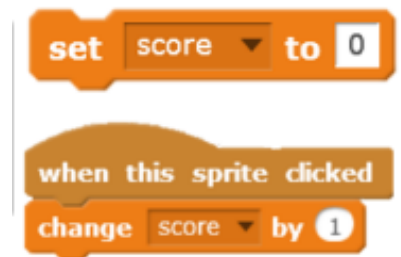 set score to 0
when this sprite clicked
change score by 1